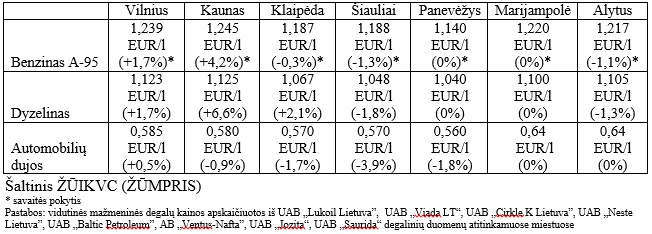 Vilnius Kaunas Klaipėda Šiauliai Panevėžys Marijampolė Alytus
1,239 1,245 1,187 1,188 1,140 1,220 1,217
EUR/l EUR/l EUR/l EUR/l EUR/l EUR/l EUR/l
Benzinas A-95 (+1,7%)* (+4,2%)* (-0,3%)* (-1,3%)* (0%)* (0%)* (-1,1%)*
1,123 1,125 1,067 1,048 1,040 1,100 1,105
EUR/l EUR/l EUR/l EUR/l EUR/l EUR/l EUR/l
Dyzelinas (+1,7%) (+6,6%) (+2,1%) (-1,8%) (0%) (0%) (-1,3%)
0,585 0,580 0,570 0,570 0,560 0,64 0,64
Automobilių EUR/l EUR/l EUR/l EUR/l EUR/l EUR/l EUR/l
dujos (+0,5%) (-0,9%) (-1,7%) (-3,9%) (-1,8%) (0%) (0%)
Šaltinis ŽŪIKVC (ŽŪMPRIS)
* savaitės pokytis
Pastabos: vidutinės mažmeninės degalų kainos apskaičiuotos iš UAB „Lukoil Lietuva”, UAB „Viada LT“, UAB „Cirkle K Lietuva”, UAB „Neste
Lietuva”, UAB „Baltic Petroleum”, AB „Ventus-Nafta”, UAB „Jozita”, UAB „Saurida” degalinių duomenų atitinkamuose miestuose